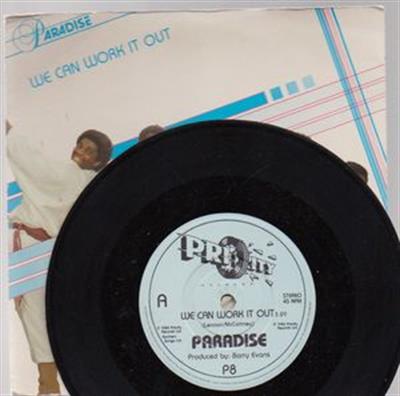 PARADISE
WE CAN WORK IT OUT
PRIORITY
RECORDS
A
STEREO
45 RPM
WE CAN WORK IT OUT
(Lennon/McCartney)
PARADISE
Produced by: Barry Evans
P8